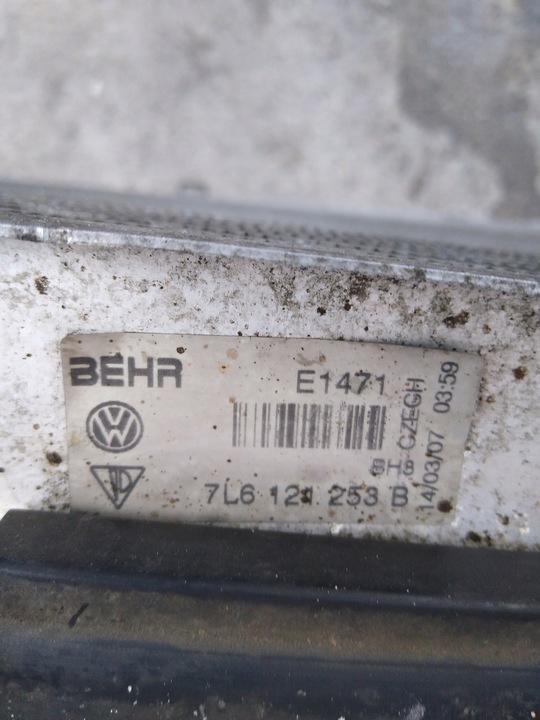 BEHR
E1471
BHS CZECH
14/03/07 03:59
7L6 121 253 B